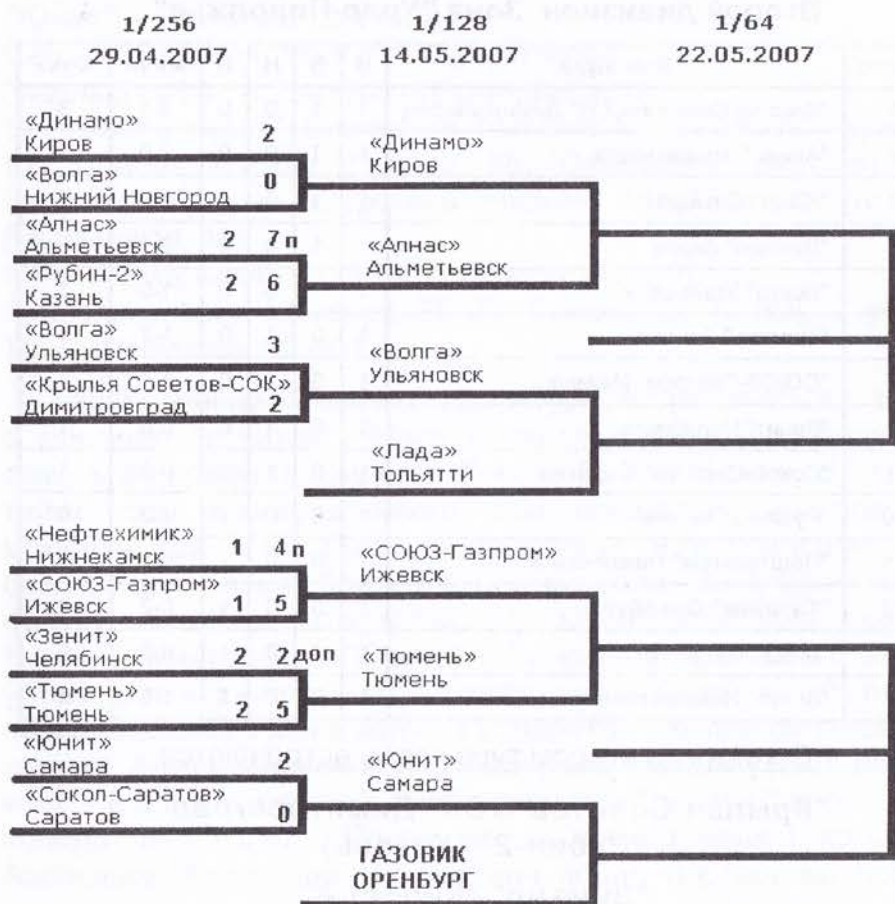 1/256
29.04.2007
«Динамо»
Киров 2
«Волга»
Нижний Новгород 0
«Алнас»
Альметьевск 2 7 п
«Рубин-2»
Казань 2 6
«Волга»
Ульяновск 3
«Крылья Советов-СОК»
Димитровград 2
«Нефтехимик»
Нижнекамск 1 4 п
«СОЮЗ-Газпром»
Ижевск 1 5
«Зенит»
Челябинск 2 2 доп
«Тюмень»
Тюмень 2 5
«Юнит»
Самара 2
«Сокол-Саратов»
Саратов 0
1/128
14.05.2007
«Динамо»
Киров
«Алнас»
Альметьевск
«Волга»
Ульяновск
«Лада»
Тольятти
«СОЮЗ-Газпром»
Ижевск
«Тюмень»
Тюмень
«Юнит»
Самара
ГАЗОВИК
ОРЕНБУРГ
1/64
22.05.2007